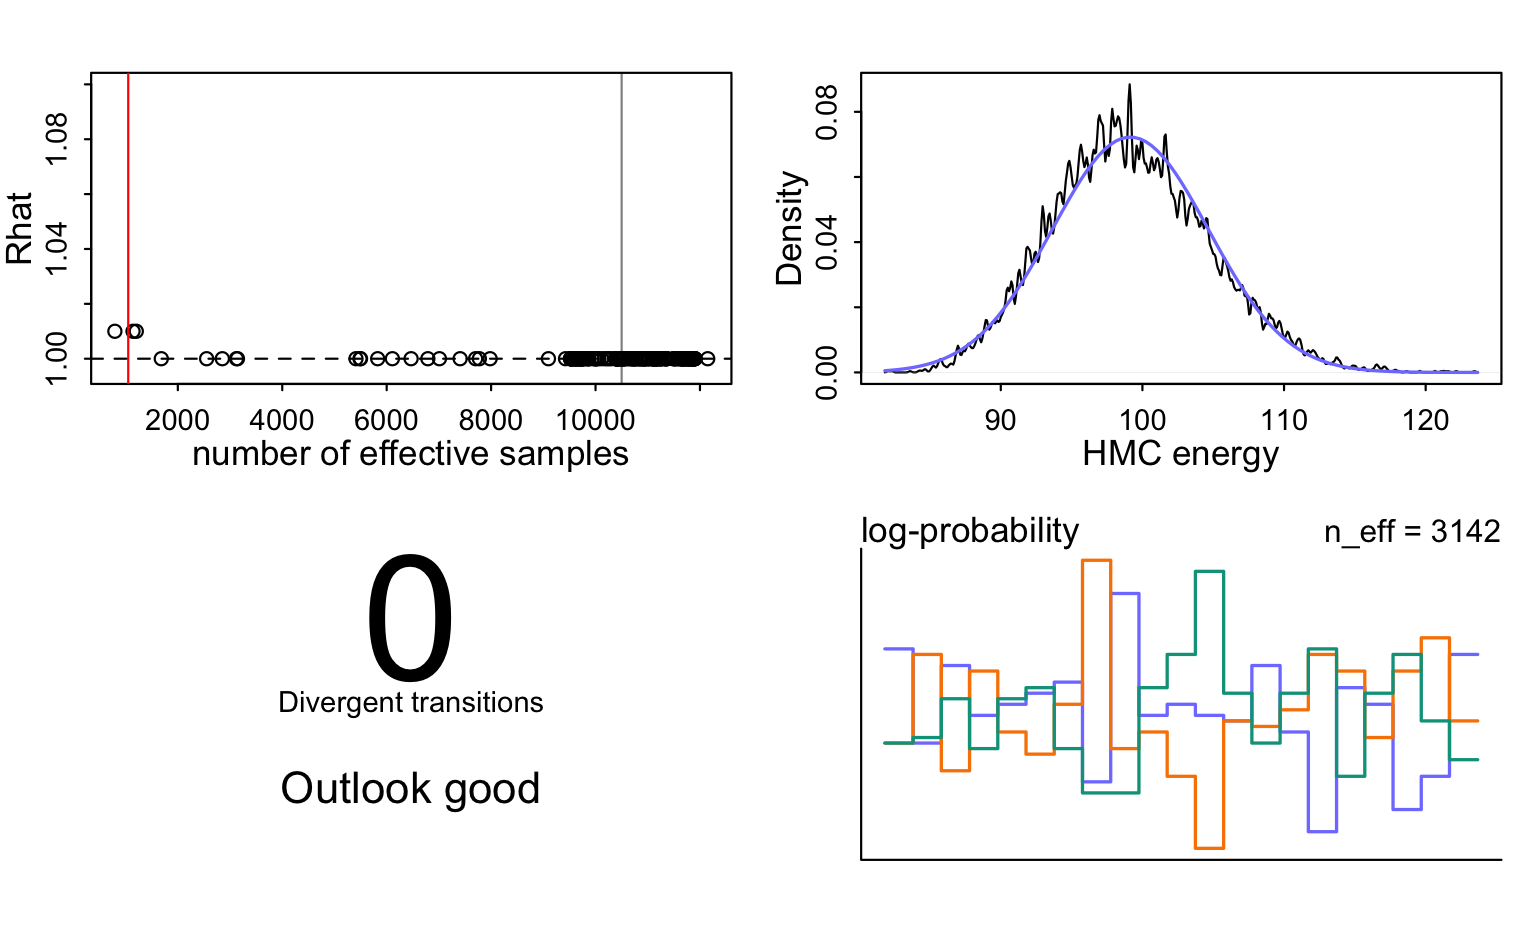 Rhat
1.00 1.04 1.08
2000 4000 6000 8000 10000
number of effective samples
Density
0.00 0.04 0.08
90 100 110 120
HMC energy
0
Divergent transitions
Outlook good
log-probability n_eff = 3142